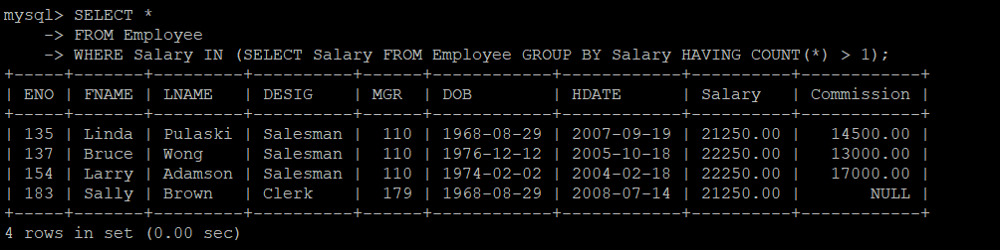 mysql> SELECT *
    -> FROM Employee
    -> WHERE Salary IN (SELECT Salary FROM Employee GROUP BY Salary HAVING COUNT(*) > 1);
+-----+-------+----------+----------+------+------------+------------+----------+------------+
| ENO | FNAME | LNAME    | DESIG    | MGR  | DOB        | HDATE      | Salary   | Commission |
+-----+-------+----------+----------+------+------------+------------+----------+------------+
| 135 | Linda | Pulaski  | Salesman |  110 | 1968-08-29 | 2007-09-19 | 21250.00 |   14500.00 |
| 137 | Bruce | Wong     | Salesman |  110 | 1976-12-12 | 2005-10-18 | 22250.00 |   13000.00 |
| 154 | Larry | Adamson  | Salesman |  110 | 1974-02-02 | 2004-02-18 | 22250.00 |   17000.00 |
| 183 | Sally | Brown    | Clerk    |  179 | 1968-08-29 | 2008-07-14 | 21250.00 |       NULL |
+-----+-------+----------+----------+------+------------+------------+----------+------------+
4 rows in set (0.00 sec)